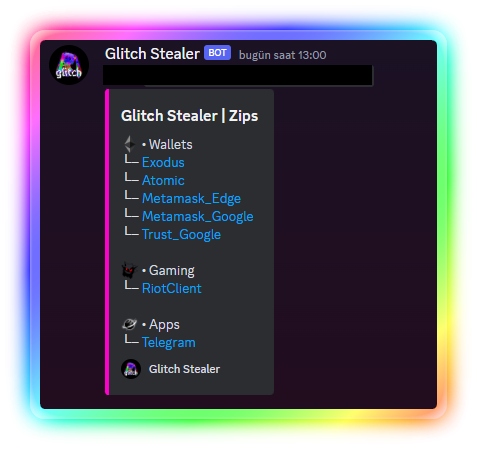 Glitch Stealer BOT bugün saat 13:00
Glitch Stealer | Zips
• Wallets
Exodus
Atomic
Metamask_Edge
Metamask_Google
Trust_Google
• Gaming
RiotClient
• Apps
Telegram
glitch Glitch Stealer